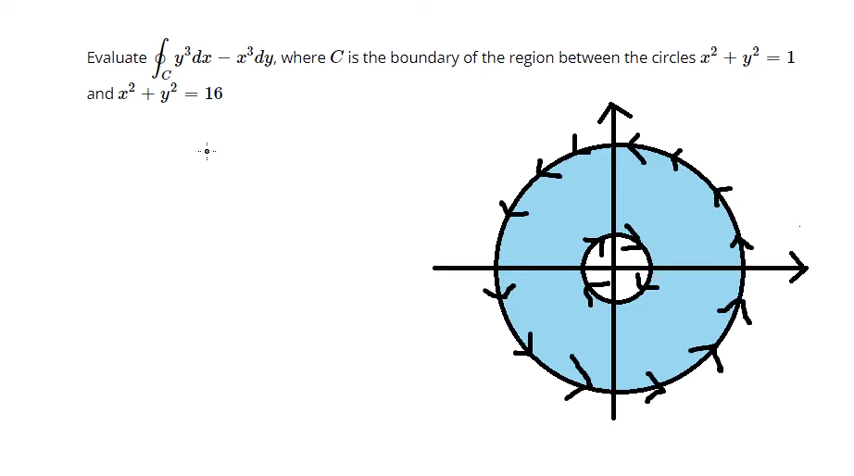 Evaluate ∮_C y³dx − x³dy, where C is the boundary of the region between the circles x² + y² = 1
and x² + y² = 16